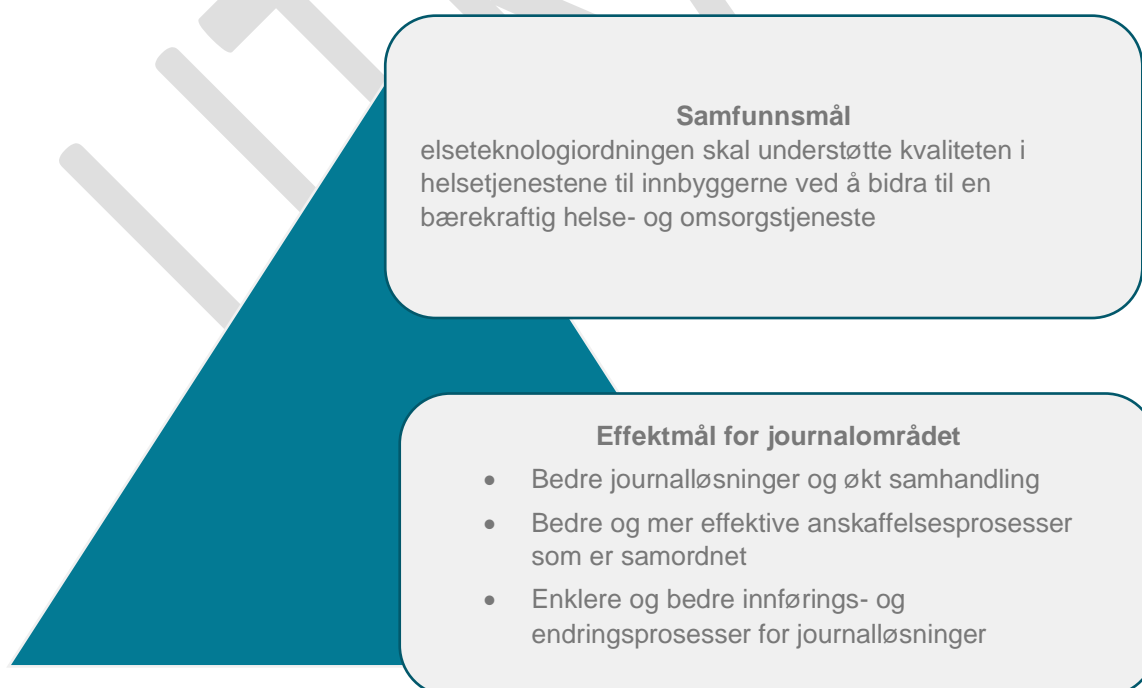 Samfunnsmål
elseteknologiordningen skal understøtte kvaliteten i
helsetjenestene til innbyggerne ved å bidra til en
bærekraftig helse- og omsorgstjeneste
Effektmål for journalområdet
• Bedre journalløsninger og økt samhandling
• Bedre og mer effektive anskaffelsesprosesser
som er samordnet
• Enklere og bedre innførings- og
endringsprosesser for journalløsninger